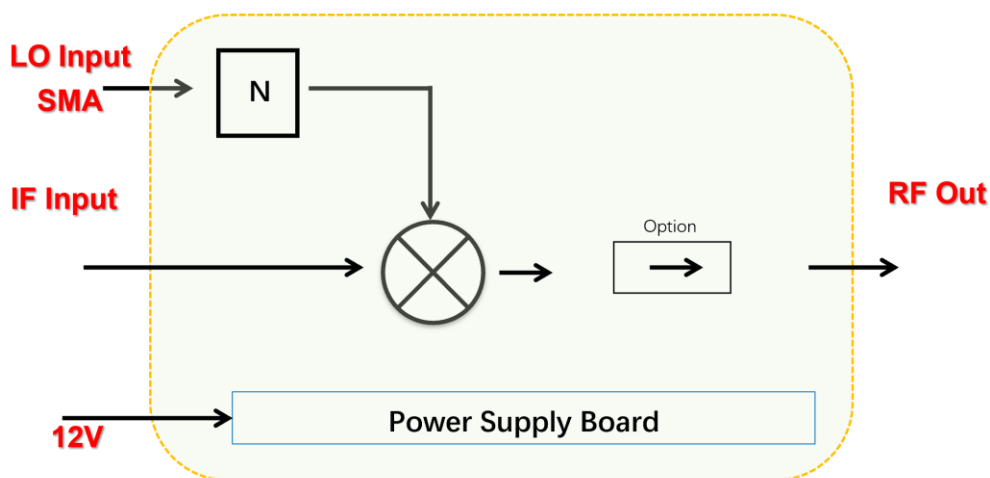 LO Input
SMA
N
IF Input
RF Out
Option
12V
Power Supply Board